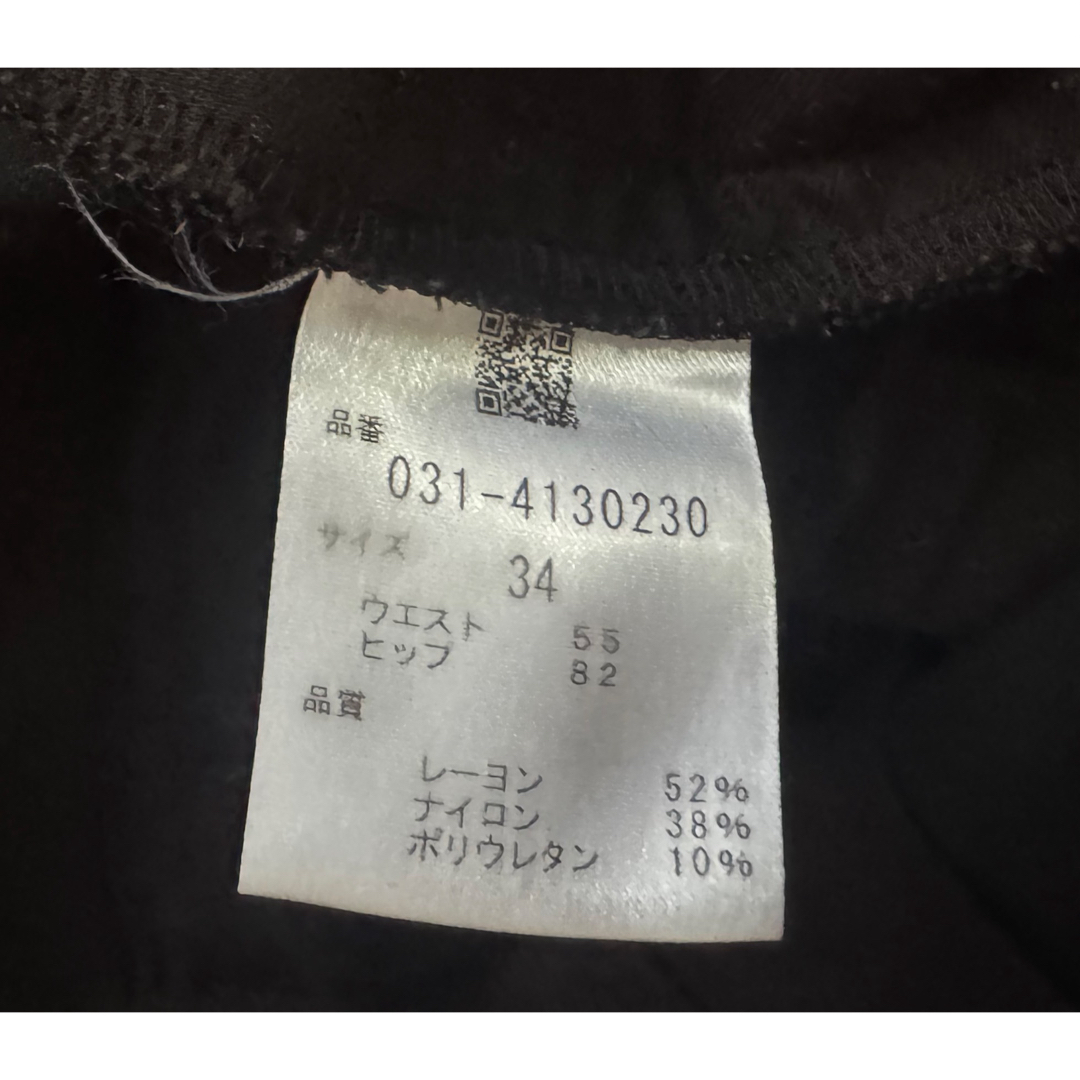 品番
031-4130230
サイズ
34
ウエスト 55
ヒップ 82
品質
レーヨン 52%
ナイロン 38%
ポリウレタン 10%